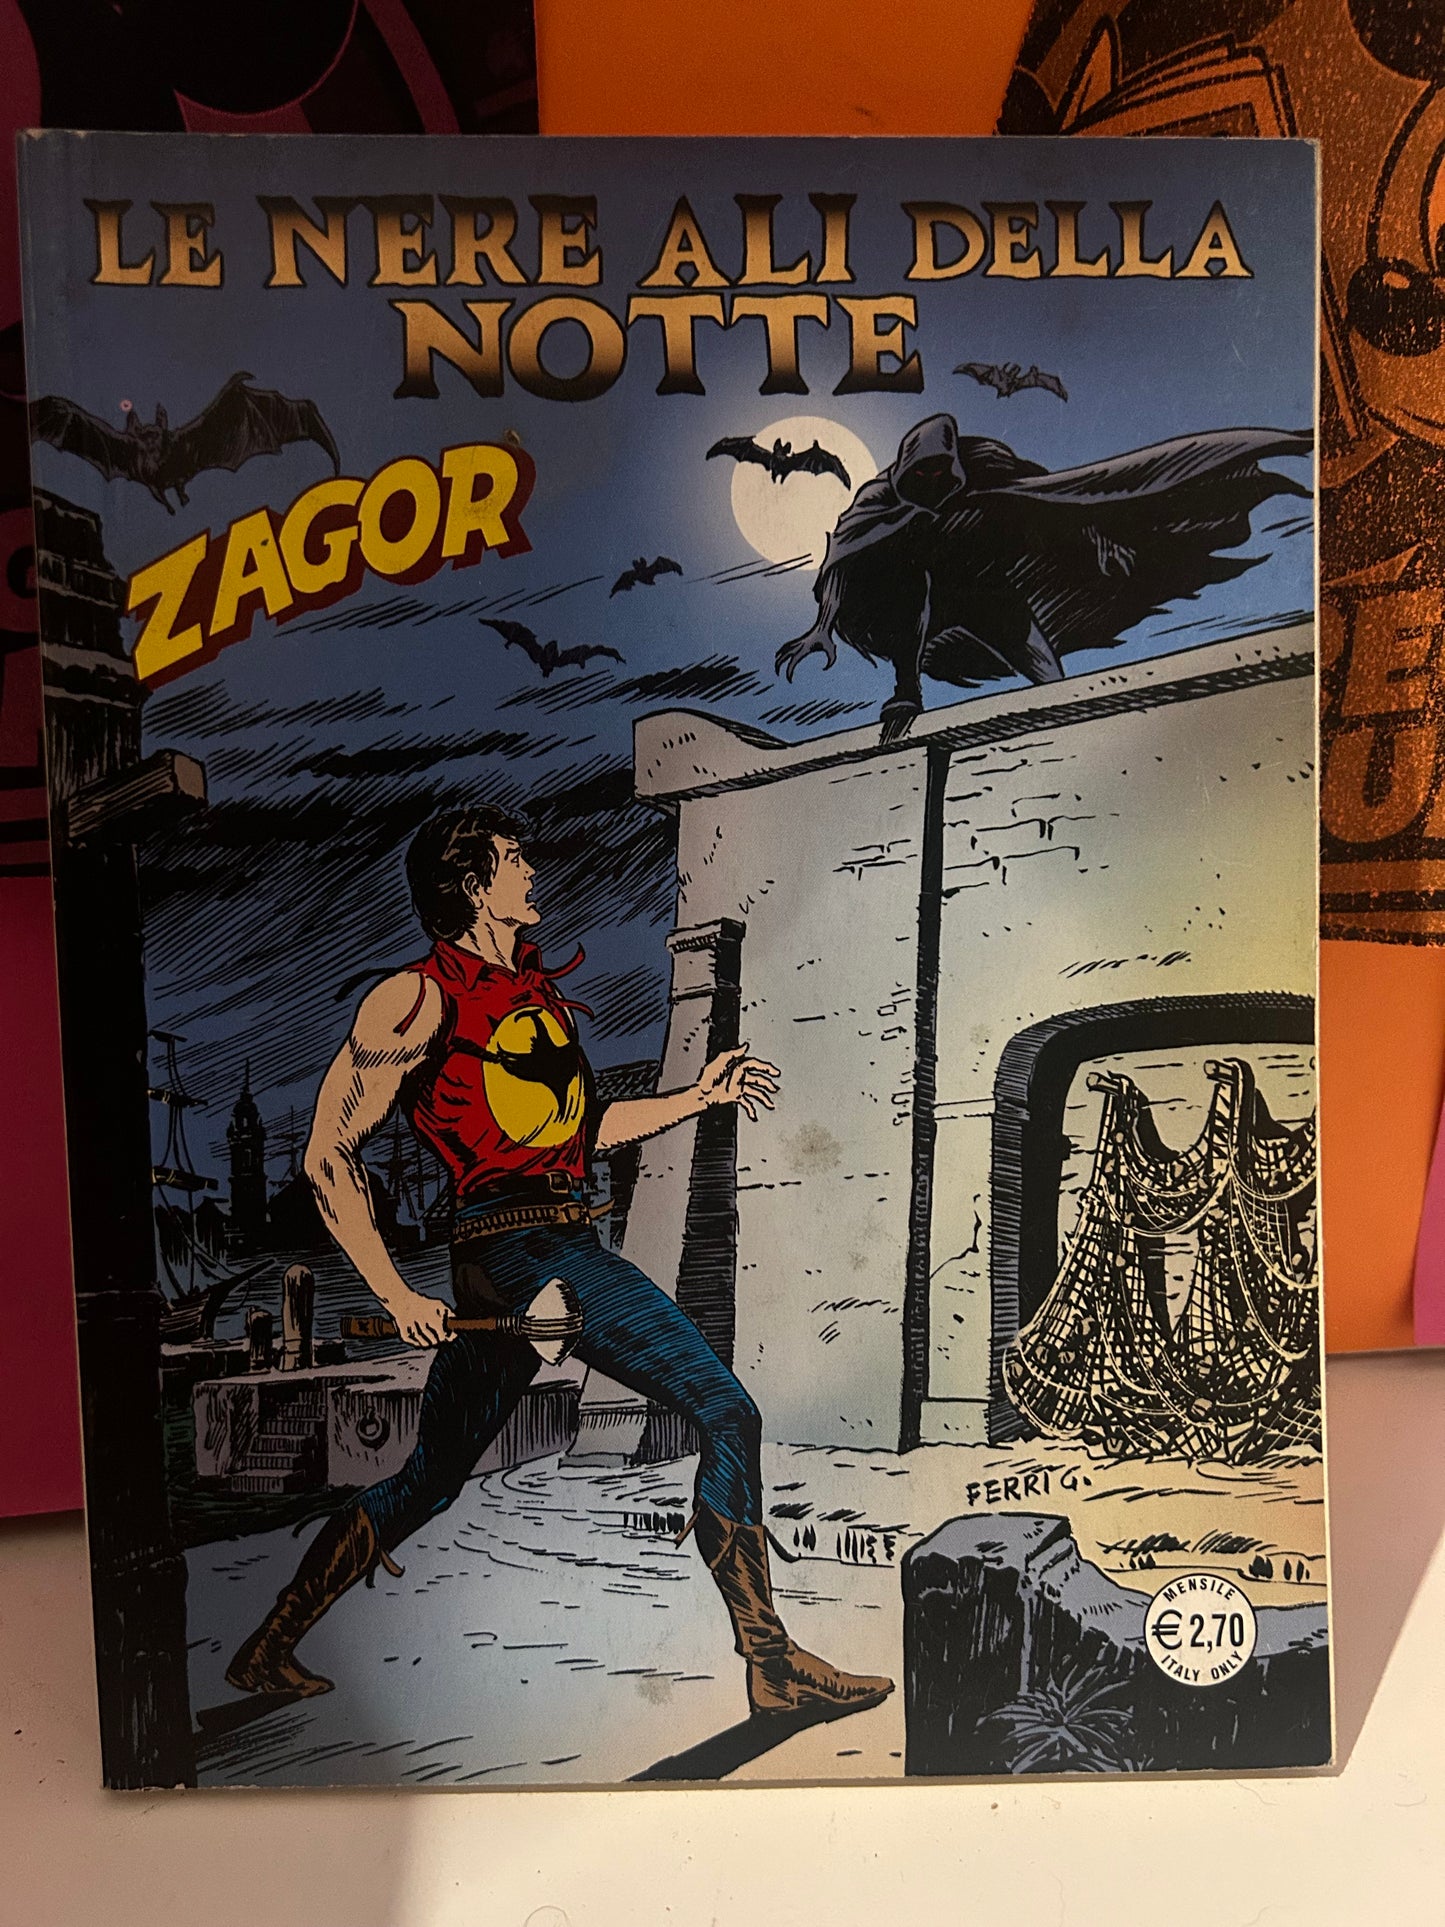 LE NERE ALI DELLA
NOTTE
ZAGOR
FERRI G.
MENSILE
€ 2,70
ITALY ONLY